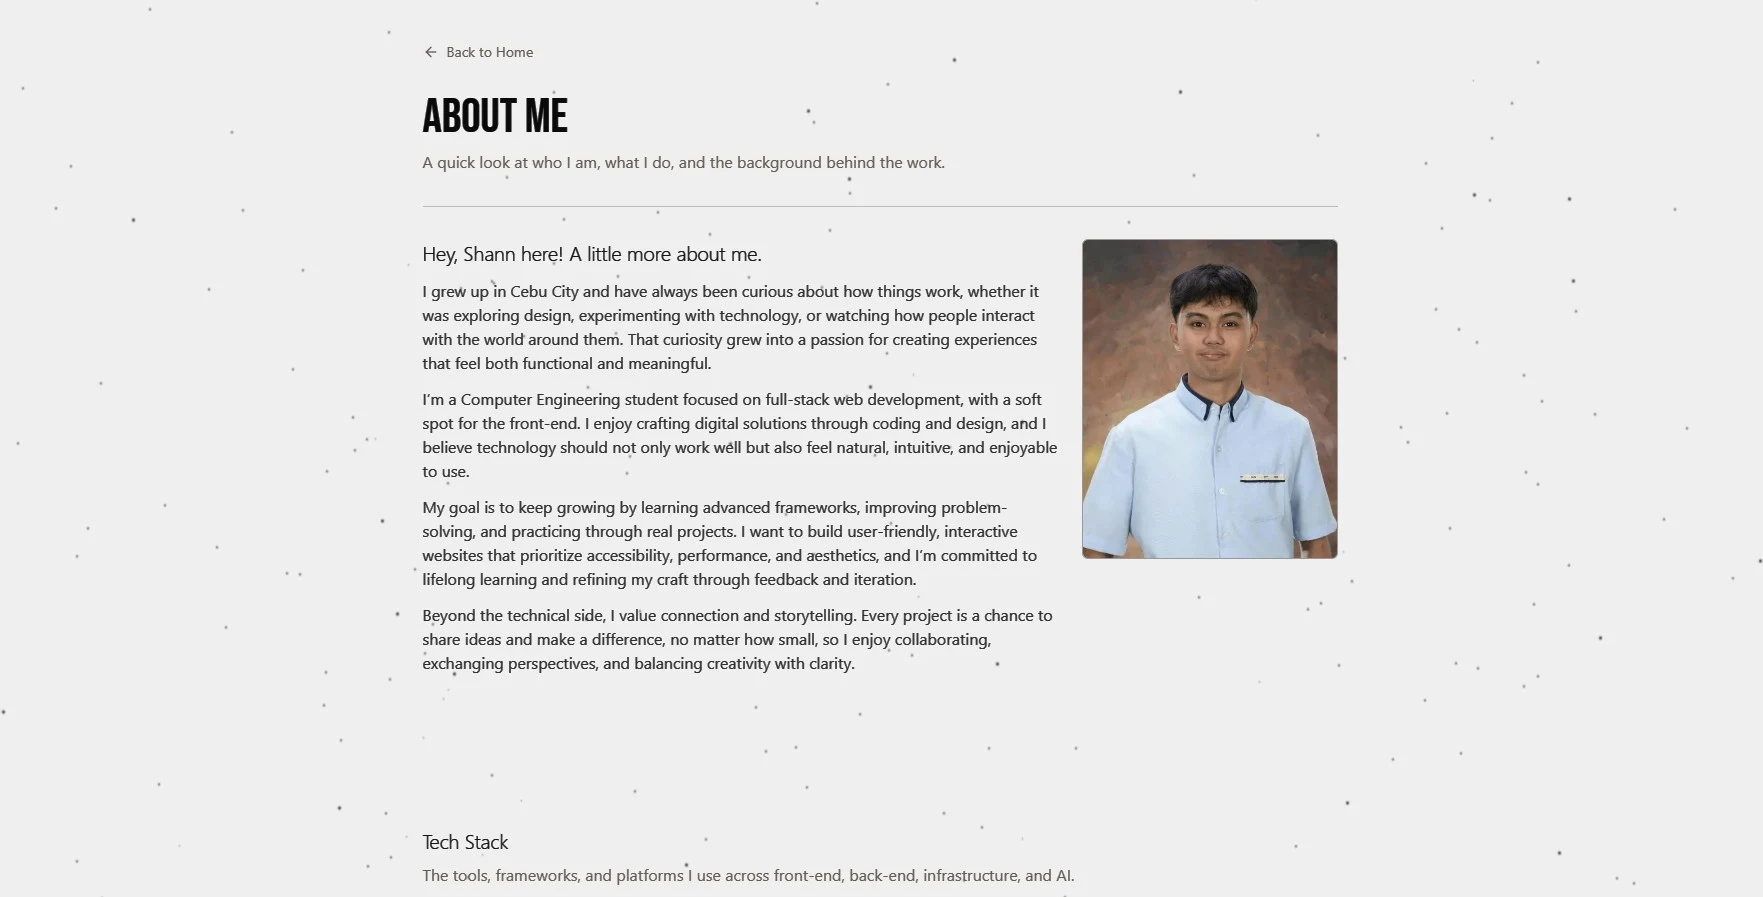 Back to Home
ABOUT ME
A quick look at who I am, what I do, and the background behind the work.
Hey, Shann here! A little more about me.
I grew up in Cebu City and have always been curious about how things work, whether it
was exploring design, experimenting with technology, or watching how people interact
with the world around them. That curiosity grew into a passion for creating experiences
that feel both functional and meaningful.
I’m a Computer Engineering student focused on full-stack web development, with a soft
spot for the front-end. I enjoy crafting digital solutions through coding and design, and I
believe technology should not only work well but also feel natural, intuitive, and enjoyable
to use.
My goal is to keep growing by learning advanced frameworks, improving problem-
solving, and practicing through real projects. I want to build user-friendly, interactive
websites that prioritize accessibility, performance, and aesthetics, and I’m committed to
lifelong learning and refining my craft through feedback and iteration.
Beyond the technical side, I value connection and storytelling. Every project is a chance to
share ideas and make a difference, no matter how small, so I enjoy collaborating,
exchanging perspectives, and balancing creativity with clarity.
Tech Stack
The tools, frameworks, and platforms I use across front-end, back-end, infrastructure, and AI.